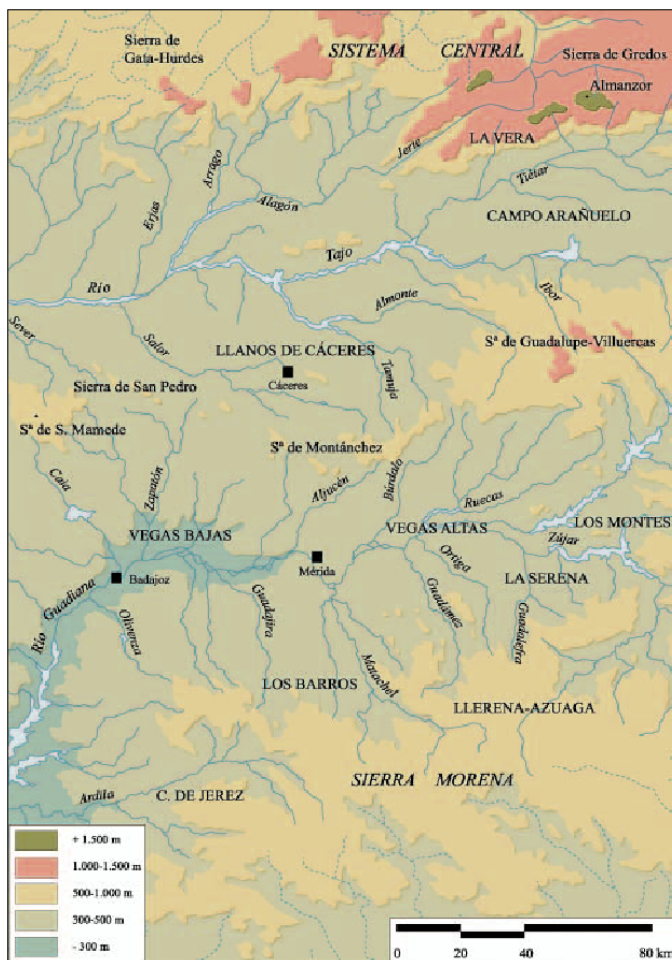 Sierra de
Gata-Hurdes
SISTEMA CENTRAL
Sierra de Gredos
Almanzor
LA VERA
Jerte
Tiétar
Arrago
Erjas
Alagón
CAMPO ARAÑUELO
Tajo
Río
Almonte
Ibor
Sever
Salor
LLANOS DE CÁCERES
Sª de Guadalupe-Villuercas
Cáceres
Tamuja
Sierra de San Pedro
Sª de S. Mamede
Sª de Montánchez
Caia
Zapatón
Aljucén
Búrdalo
Ruecas
VEGAS BAJAS
VEGAS ALTAS
LOS MONTES
Zújar
Mérida
Badajoz
Ortiga
LA SERENA
Río Guadiana
Olivenza
Guadajira
Guadámez
Guadalefra
LOS BARROS
Matachel
LLERENA-AZUAGA
SIERRA MORENA
Ardila
C. DE JEREZ
+ 1.500 m
1.000-1.500 m
500-1.000 m
300-500 m
- 300 m
0 20 40 80 km